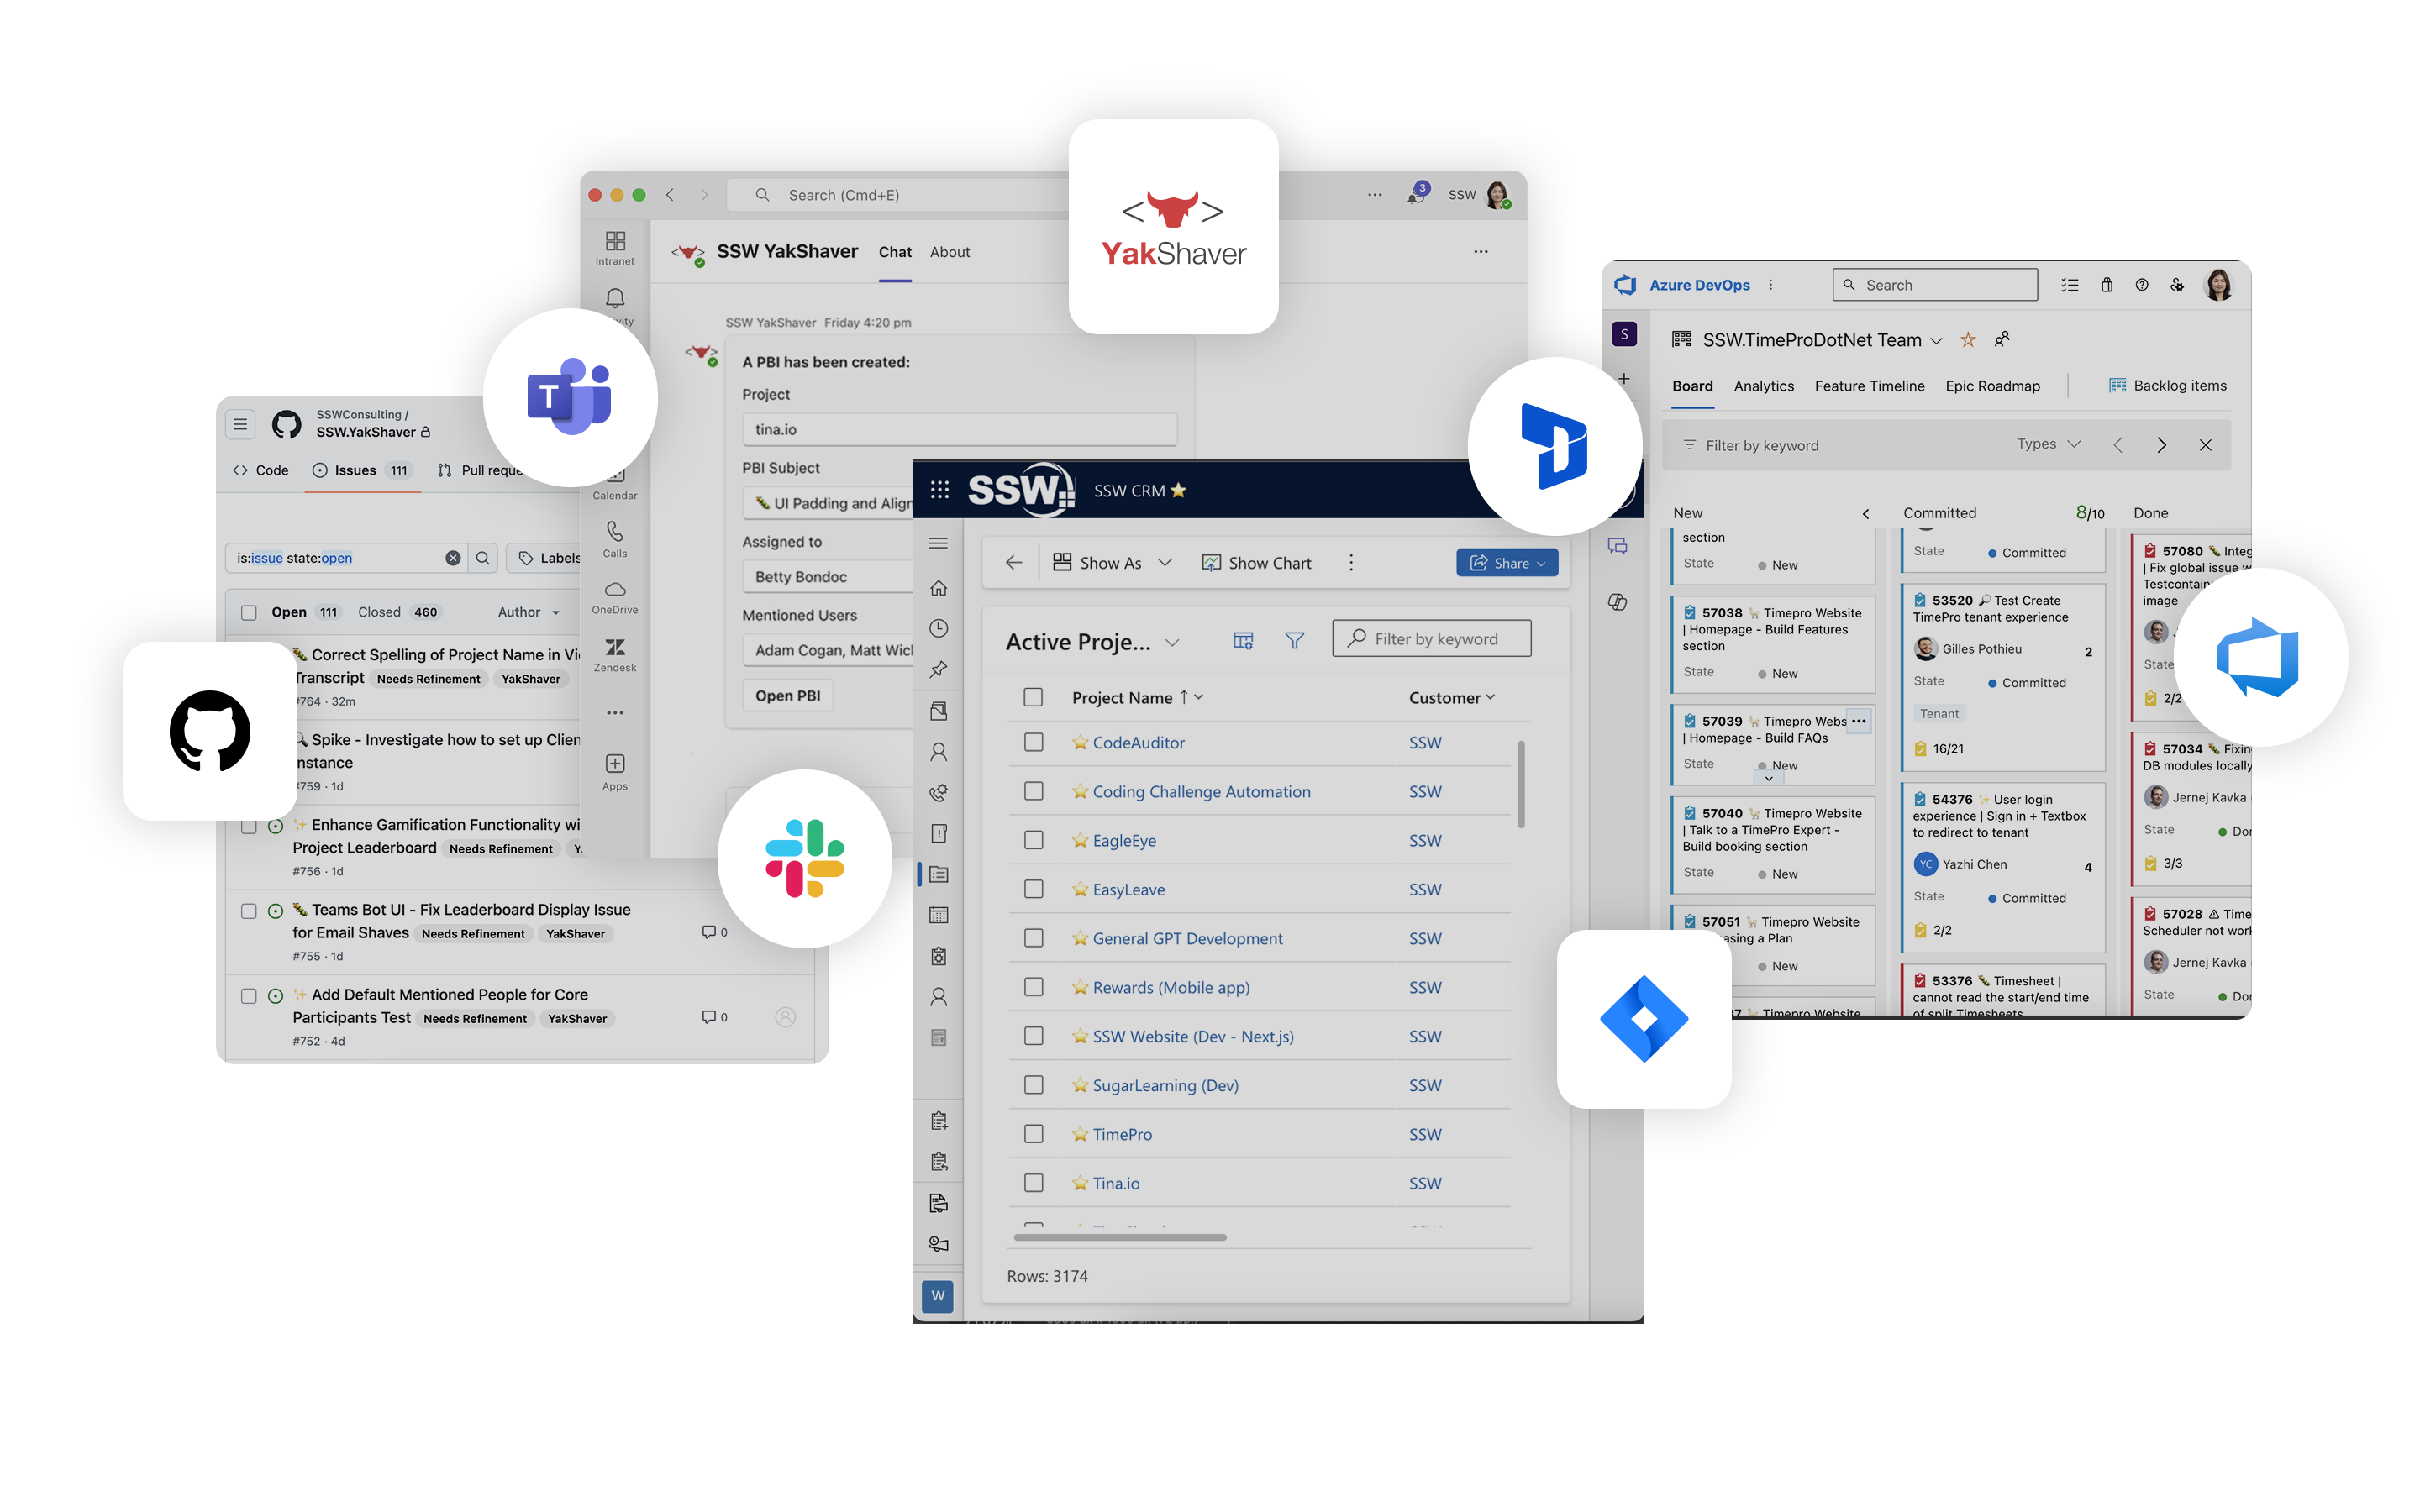 SSWConsulting /
SSW.YakShaver
Code
Issues 111
Pull reque
is:issue state:open
Labels
Open 111
Closed 460
Author
Correct Spelling of Project Name in Vi
Transcript Needs Refinement YakShaver
#764 · 32m
Spike - Investigate how to set up Clien
nstance
#759 · 1d
Enhance Gamification Functionality wi
Project Leaderboard Needs Refinement Y
#756 · 1d
Teams Bot UI - Fix Leaderboard Display Issue
for Email Shaves Needs Refinement YakShaver
0
#755 · 1d
Add Default Mentioned People for Core
Participants Test Needs Refinement YakShaver
0
#752 · 4d
T
Search (Cmd+E)
3
SSW
Intranet
vity
Calendar
Calls
OneDrive
Zendesk
Apps
SSW YakShaver
Chat
About
SSW YakShaver Friday 4:20 pm
A PBI has been created:
Project
tina.io
PBI Subject
UI Padding and Align
Assigned to
Betty Bondoc
Mentioned Users
Adam Cogan, Matt Wicl
Open PBI
YakShaver
SSW
SSW CRM
Show As
Show Chart
Share
Active Proje...
Filter by keyword
Project Name ↑
Customer
CodeAuditor SSW
Coding Challenge Automation SSW
EagleEye SSW
EasyLeave SSW
General GPT Development SSW
Rewards (Mobile app) SSW
SSW Website (Dev - Next.js) SSW
SugarLearning (Dev) SSW
TimePro SSW
Tina.io SSW
Rows: 3174
W
Azure DevOps
Search
S
SSW.TimeProDotNet Team
Board
Analytics
Feature Timeline
Epic Roadmap
Backlog items
Filter by keyword
Types
New
section
State New
57038 Timepro Website
| Homepage - Build Features
section
State New
57039 Timepro Webs
| Homepage - Build FAQs
State New
57040 Timepro Website
| Talk to a TimePro Expert -
Build booking section
State New
57051 Timepro Website
asing a Plan
New
7 Timepro Website
Committed 8/10
State Committed
53520 Test Create
TimePro tenant experience
Gilles Pothieu 2
State Committed
Tenant
16/21
54376 User login
experience | Sign in + Textbox
to redirect to tenant
YC Yazhi Chen 4
State Committed
2/2
53376 Timesheet |
cannot read the start/end time
of split Timesheets
Done
57080 Integ
| Fix global issue w
Testcontain
image
State
2/2
57034 Fixin
DB modules locally
Jernej Kavka
State Dor
3/3
57028 Time
Scheduler not work
Jernej Kavka
State Dor